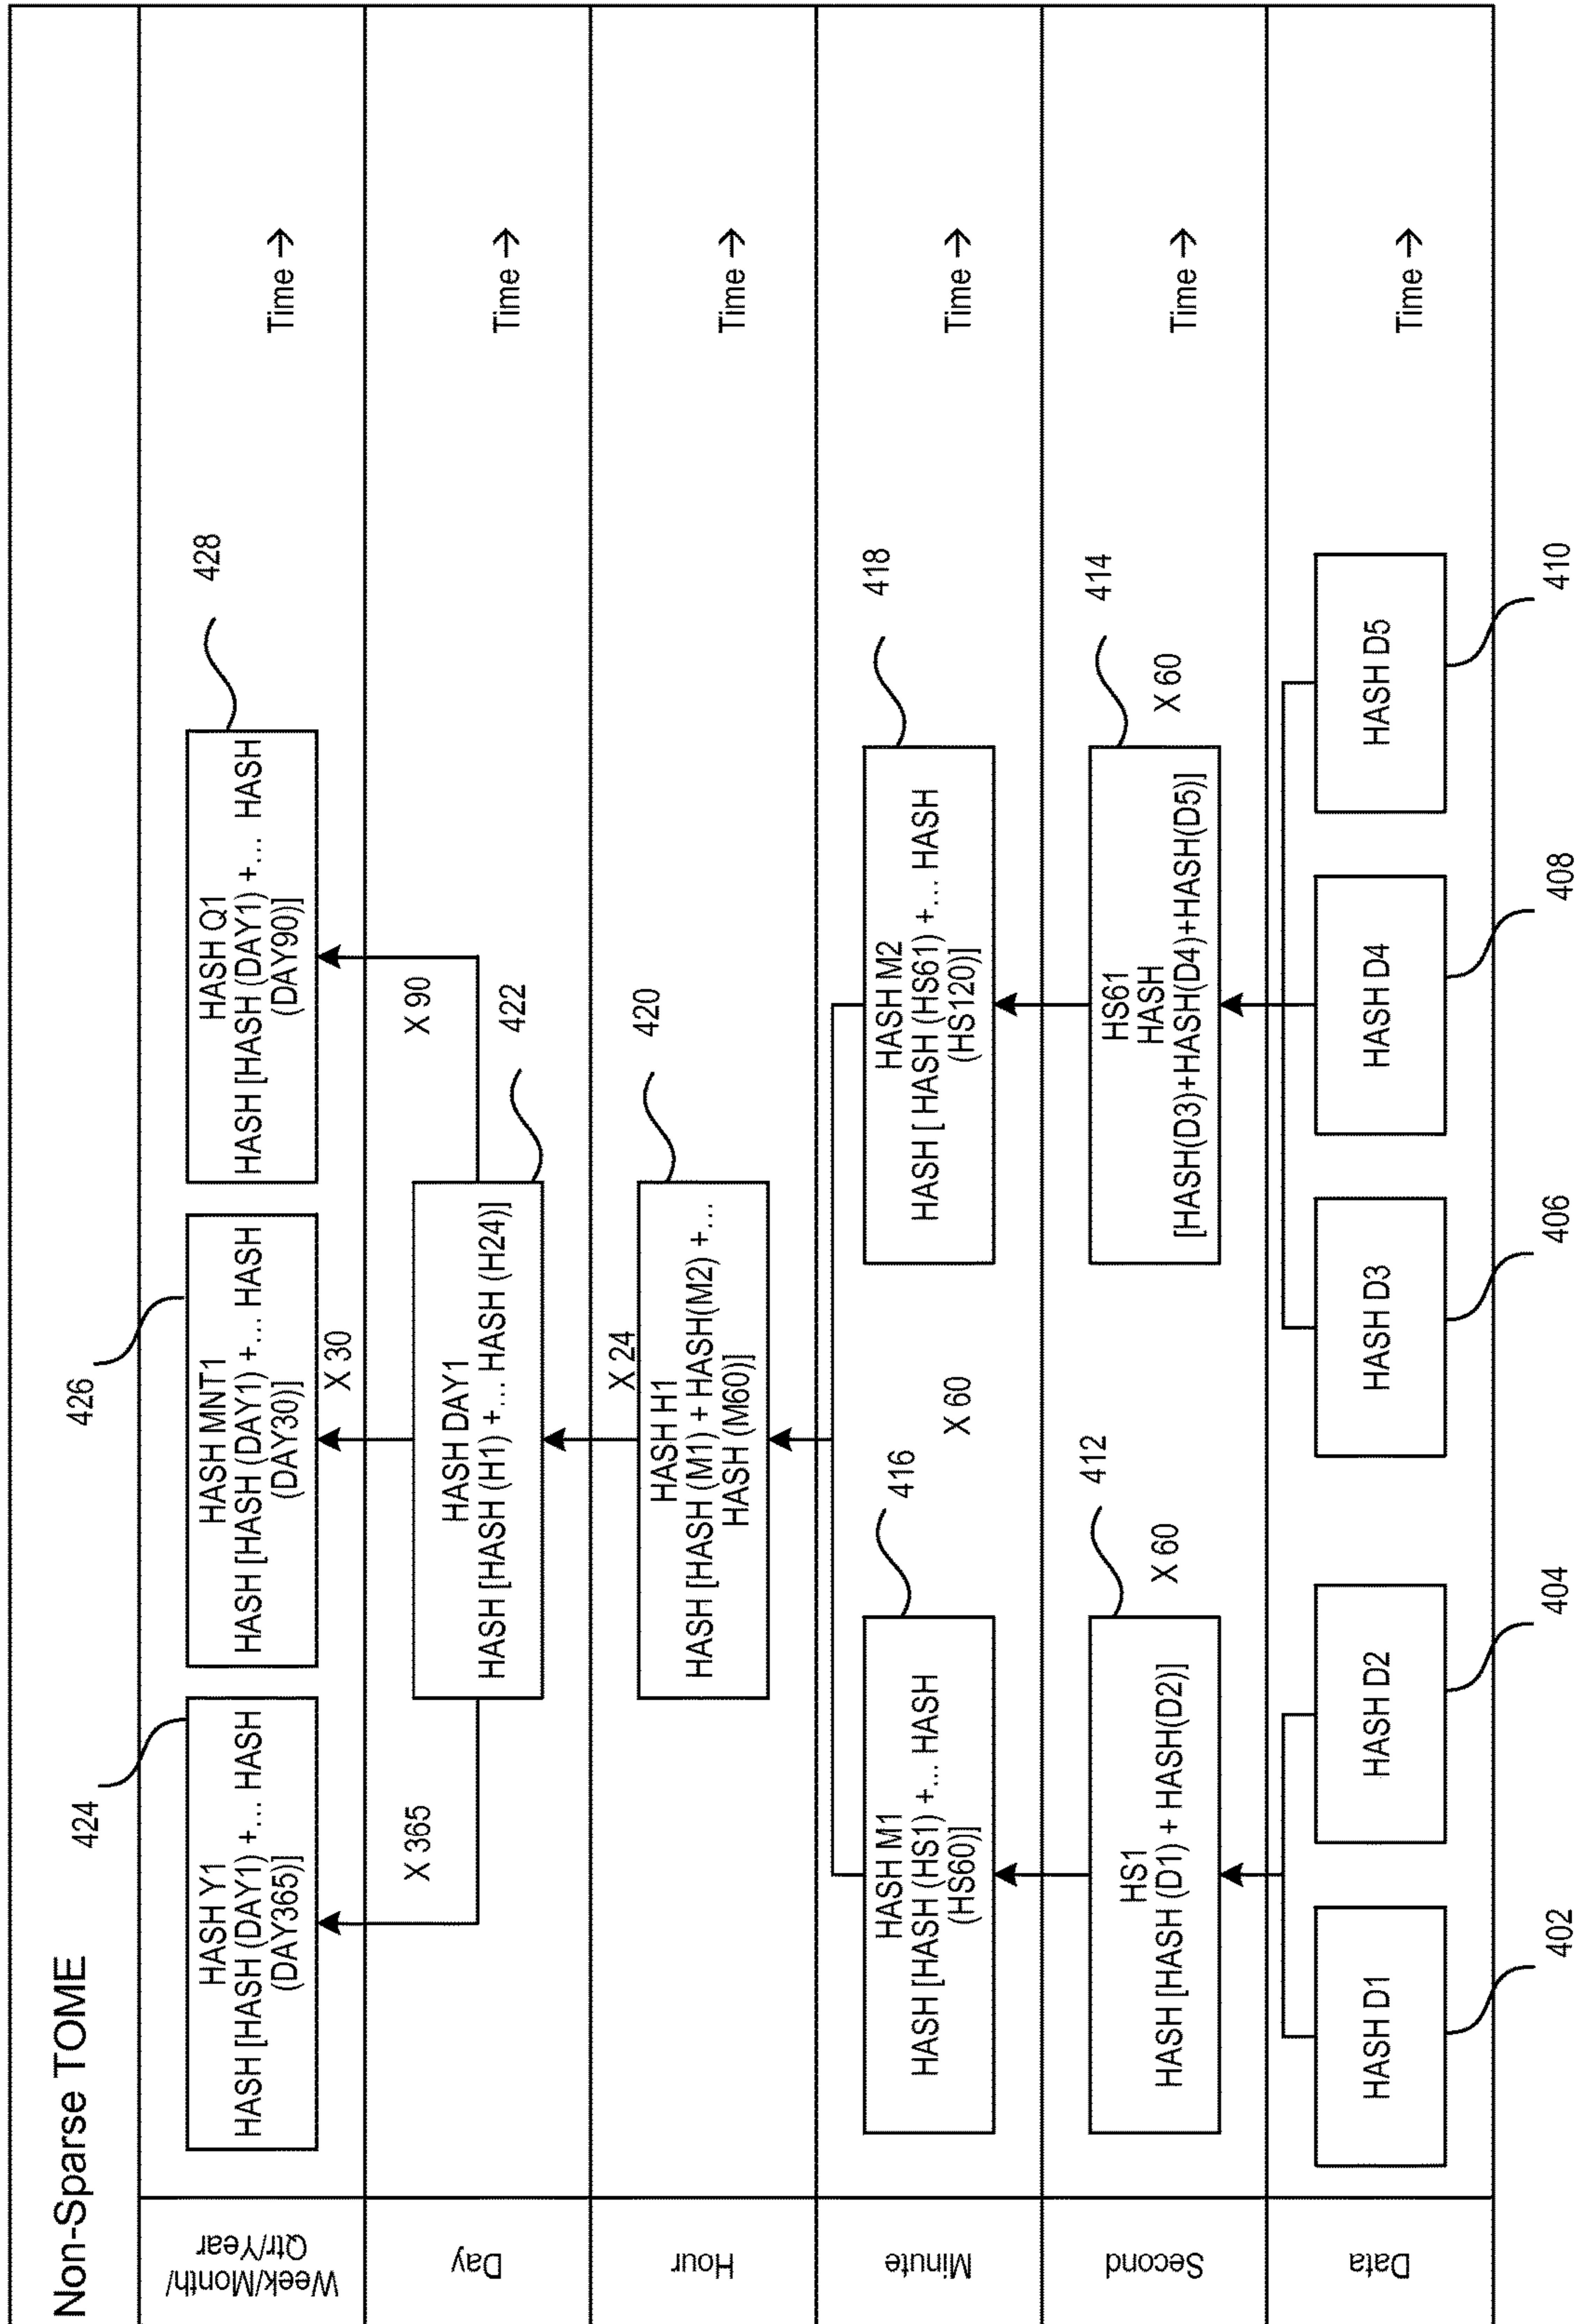 Non-Sparse TOME
Week/Month/
Qtr/Year
424
426
428
HASH Y1
HASH [HASH (DAY1) +... HASH
(DAY365)]
HASH MNT1
HASH [HASH (DAY1) +... HASH
(DAY30)]
HASH Q1
HASH [HASH (DAY1) +... HASH
(DAY90)]
Time →
X 365
X 30
X 90
Day
HASH DAY1
HASH [HASH (H1) +... HASH (H24)]
422
Time →
X 24
Hour
HASH H1
HASH [HASH (M1) + HASH(M2) +...
HASH (M60)]
420
Time →
Minute
HASH M1
HASH [HASH (HS1) +... HASH
(HS60)]
416
X 60
HASH M2
HASH [ HASH (HS61) +... HASH
(HS120)]
418
Time →
Second
HS1
HASH [HASH (D1) + HASH(D2)]
412
X 60
HS61
HASH
[HASH(D3)+HASH(D4)+HASH(D5)]
414
X 60
Time →
Data
HASH D1
HASH D2
HASH D3
HASH D4
HASH D5
Time →
402
404
406
408
410